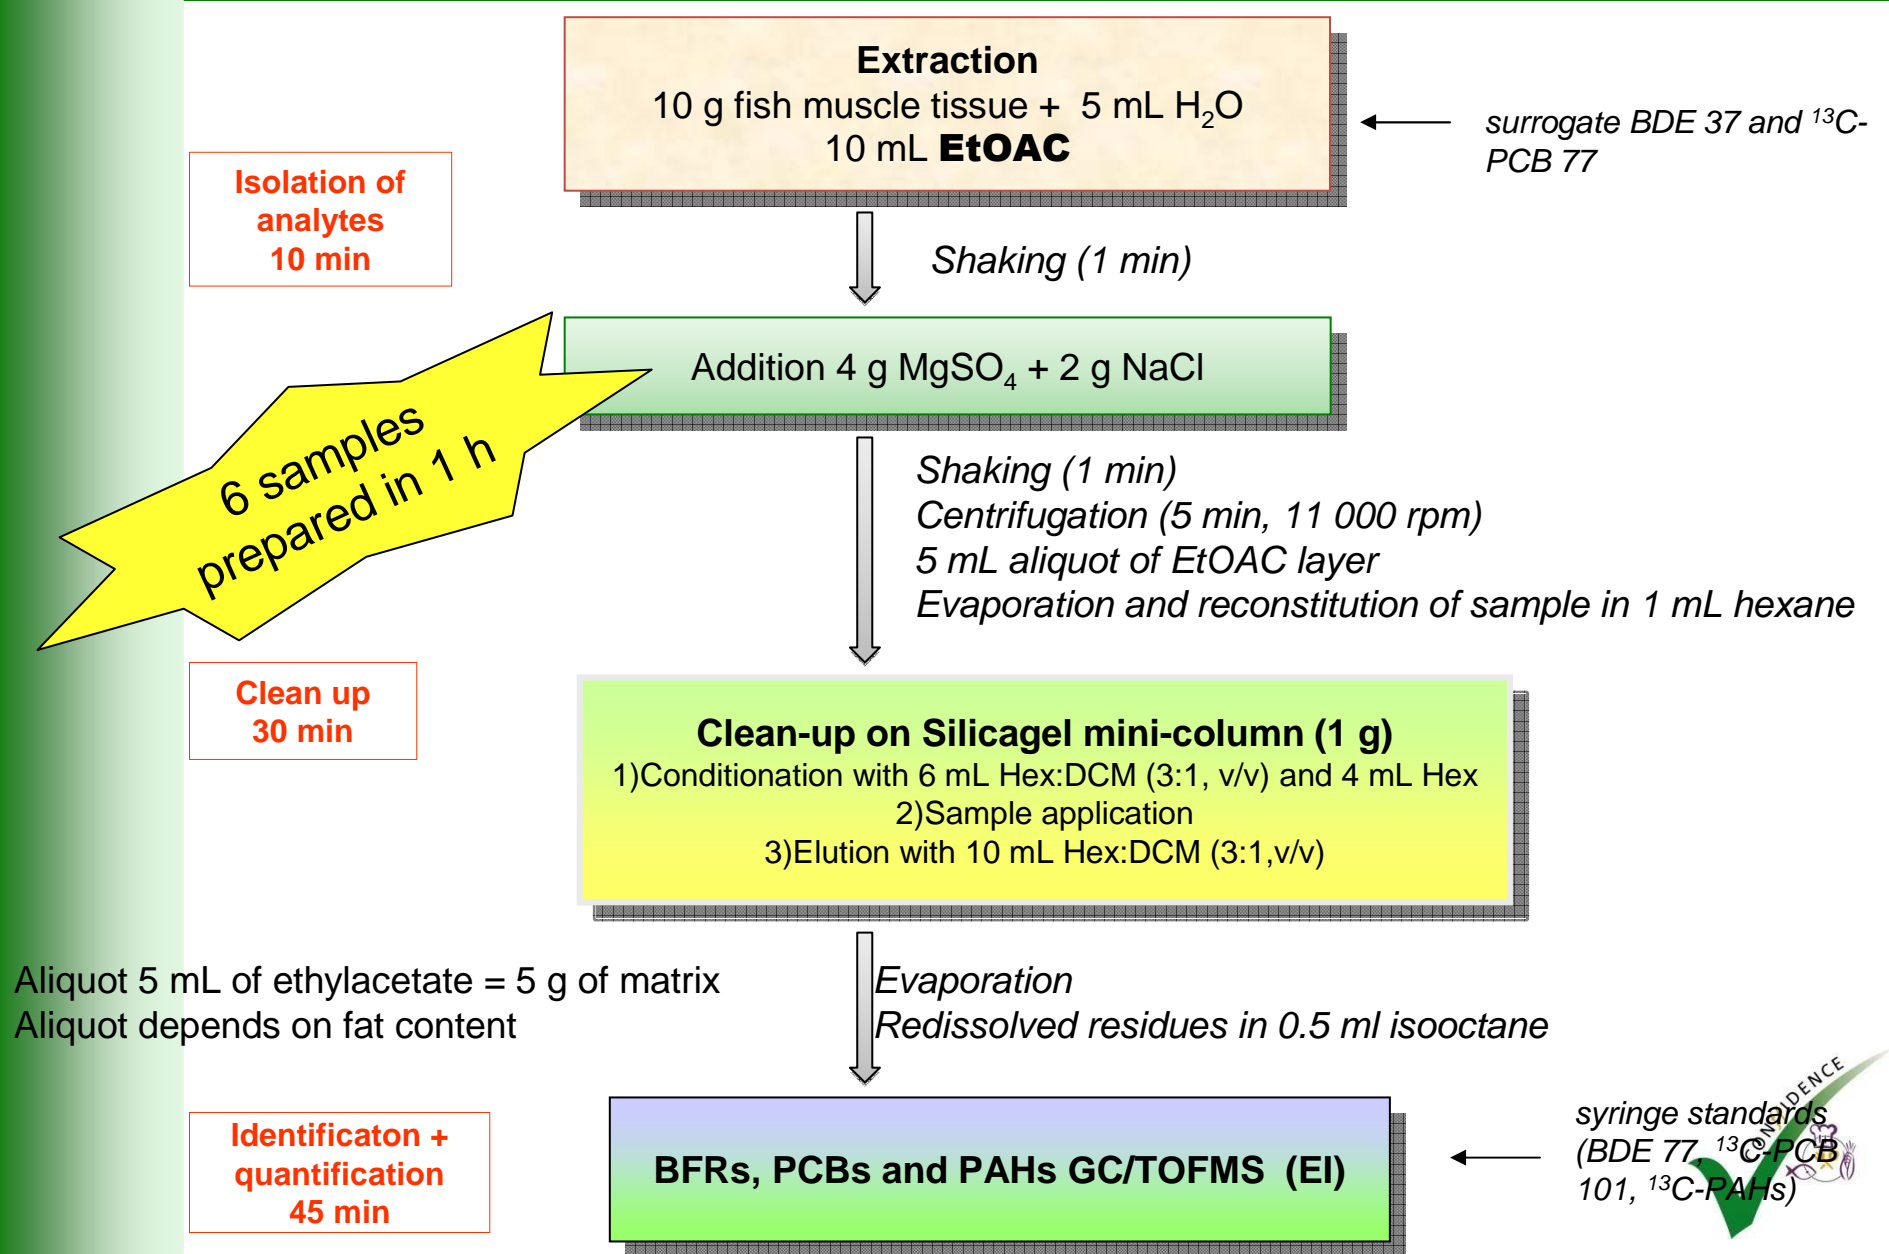 Extraction
10 g fish muscle tissue + 5 mL H₂O
10 mL EtOAC
surrogate BDE 37 and ¹³C-
PCB 77
Isolation of
analytes
10 min
Shaking (1 min)
Addition 4 g MgSO₄ + 2 g NaCl
6 samples
prepared in 1 h
Shaking (1 min)
Centrifugation (5 min, 11 000 rpm)
5 mL aliquot of EtOAC layer
Evaporation and reconstitution of sample in 1 mL hexane
Clean up
30 min
Clean-up on Silicagel mini-column (1 g)
1)Conditionation with 6 mL Hex:DCM (3:1, v/v) and 4 mL Hex
2)Sample application
3)Elution with 10 mL Hex:DCM (3:1,v/v)
Aliquot 5 mL of ethylacetate = 5 g of matrix
Aliquot depends on fat content
Evaporation
Redissolved residues in 0.5 ml isooctane
Identificaton +
quantification
45 min
BFRs, PCBs and PAHs GC/TOFMS (EI)
syringe standards
(BDE 77, ¹³C-PCB
101, ¹³C-PAHs)
CONFIDENCE